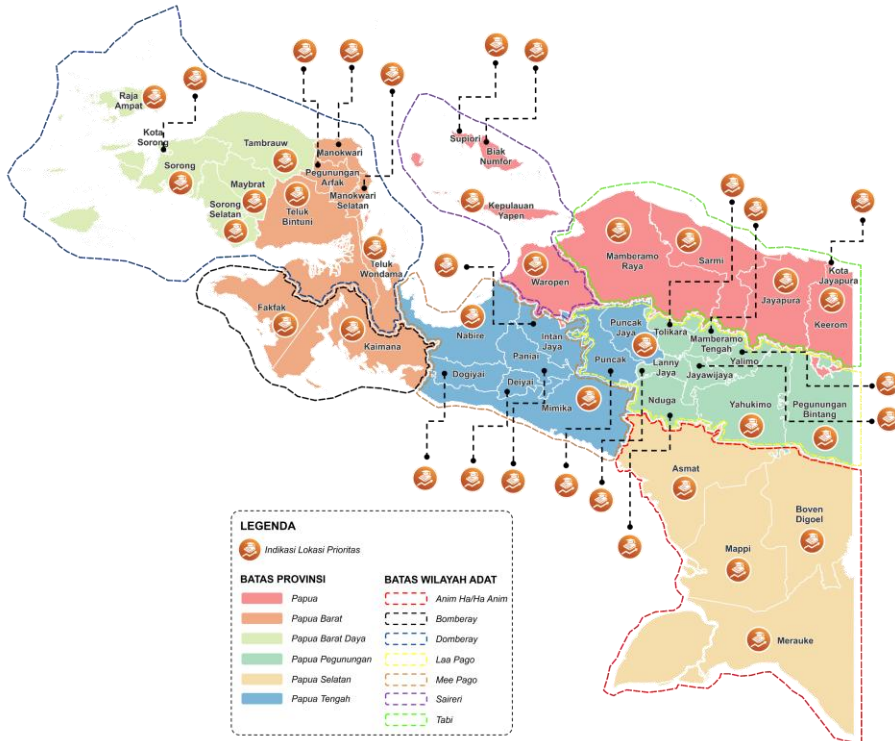 Raja
Ampat
Kota
Sorong
Tambrauw
Sorong
Maybrat
Sorong
Selatan
Teluk
Bintuni
Manokwari
Pegunungan
Arfak
Manokwari
Selatan
Teluk
Wondama
Fakfak
Kaimana
Supiori
Biak
Numfor
Kepulauan
Yapen
Waropen
Mamberamo
Raya
Sarmi
Jayapura
Kota
Jayapura
Keerom
Nabire
Intan
Jaya
Paniai
Dogiyai
Deiyai
Mimika
Puncak
Jaya
Puncak
Tolikara
Mamberamo
Tengah
Yalimo
Lanny
Jaya
Jayawijaya
Nduga
Yahukimo
Pegunungan
Bintang
Asmat
Boven
Digoel
Mappi
Merauke
LEGENDA
Indikasi Lokasi Prioritas
BATAS PROVINSI
Papua
Papua Barat
Papua Barat Daya
Papua Pegunungan
Papua Selatan
Papua Tengah
BATAS WILAYAH ADAT
Anim Ha/Ha Anim
Bomberay
Domberay
Laa Pago
Mee Pago
Saireri
Tabi